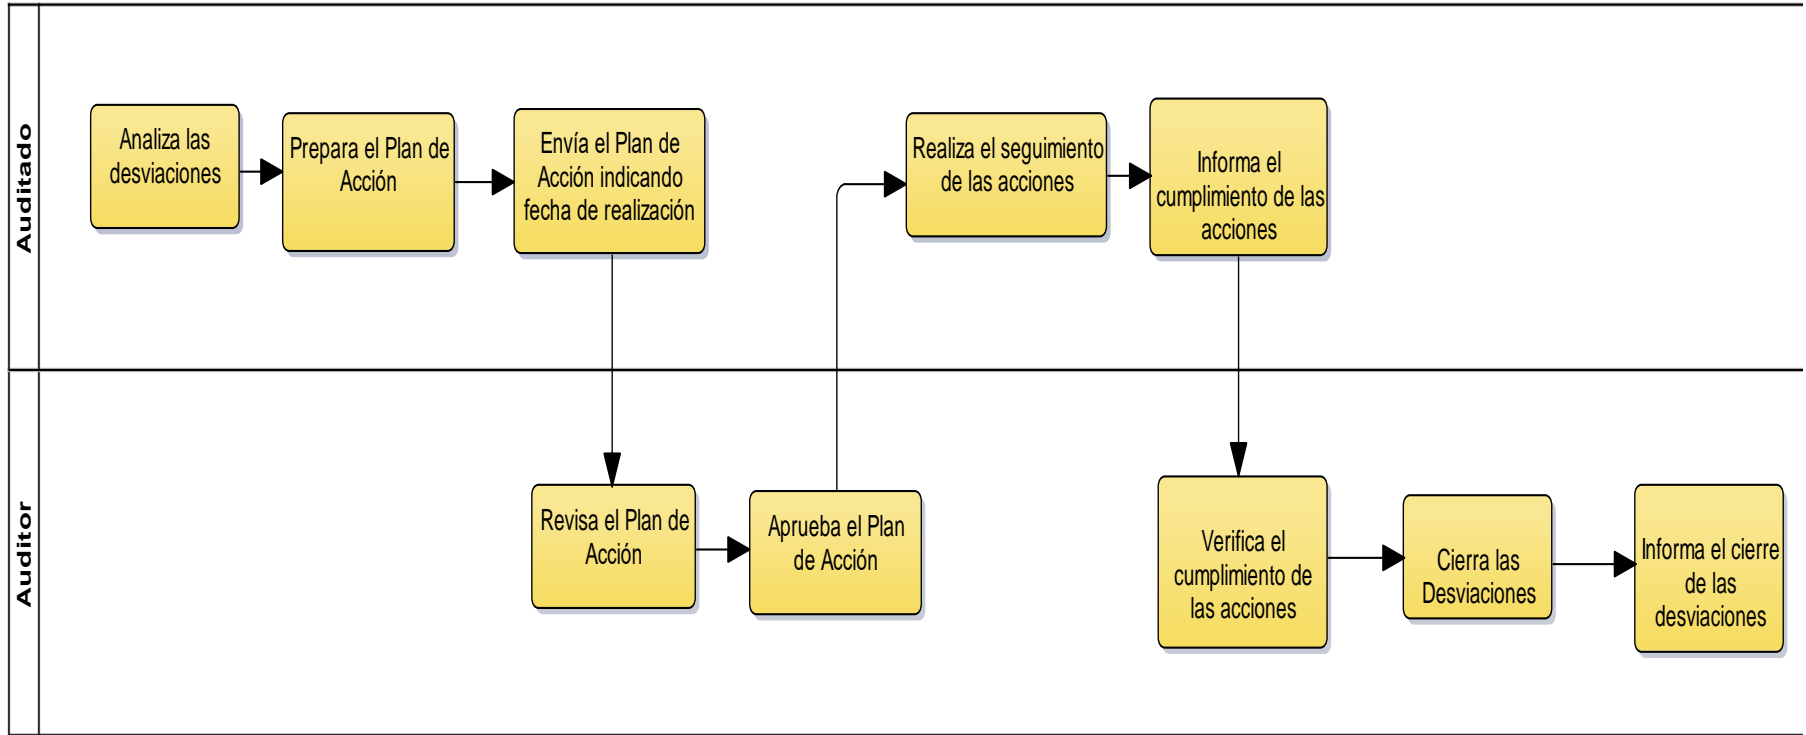 Auditado
Analiza las
desviaciones
Prepara el Plan de
Acción
Envía el Plan de
Acción indicando
fecha de realización
Realiza el seguimiento
de las acciones
Informa el
cumplimiento de las
acciones
Auditor
Revisa el Plan de
Acción
Aprueba el Plan
de Acción
Verifica el
cumplimiento de
las acciones
Cierra las
Desviaciones
Informa el cierre
de las
desviaciones